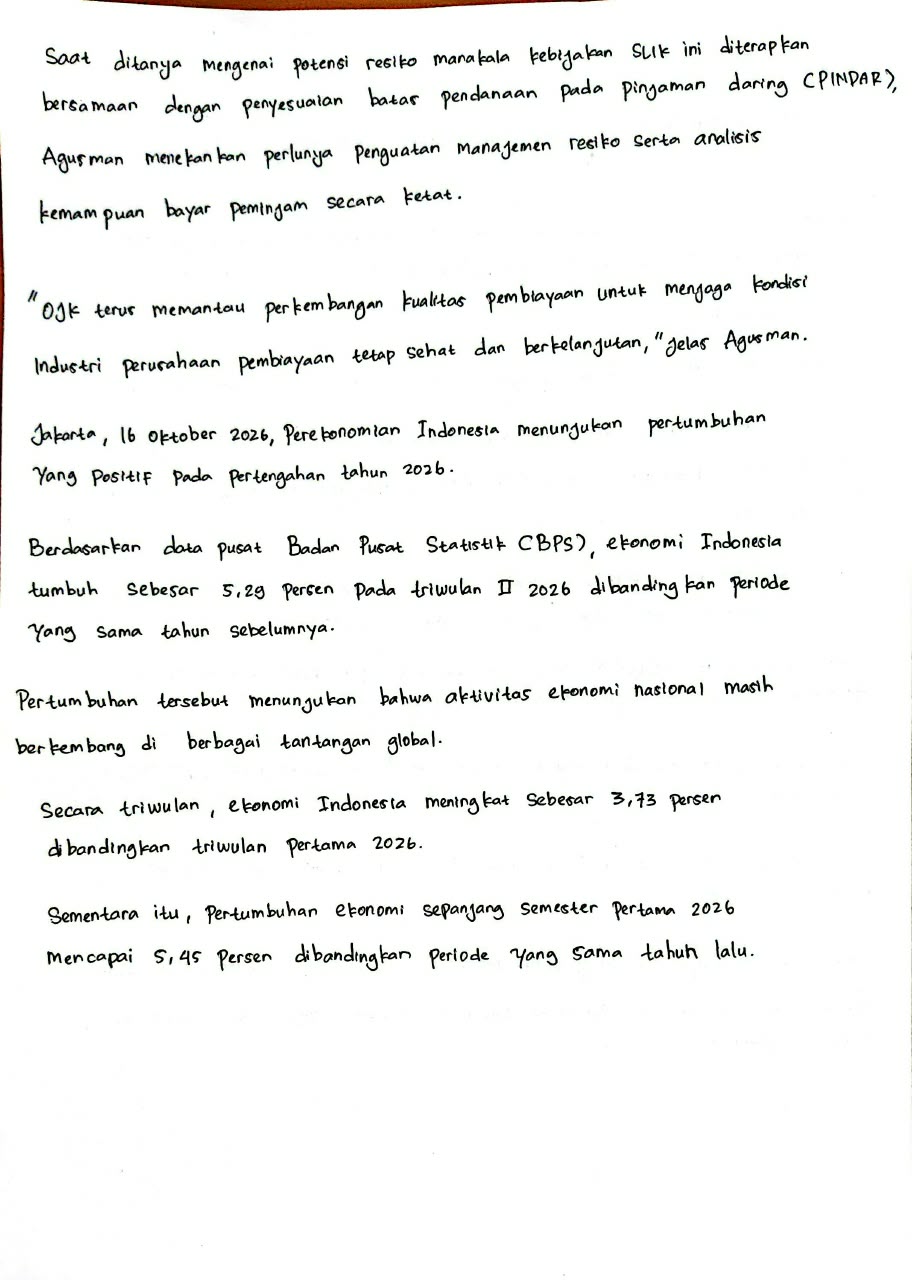 Saat ditanya mengenai potensi resiko manakala kebijakan SLIK ini diterapkan
bersamaan dengan penyesuaian batas pendanaan pada pinjaman daring (PINDAR),
Agusman menekankan perlunya penguatan manajemen resiko serta analisis
kemampuan bayar peminjam secara ketat.
"OJK terus memantau perkembangan kualitas pembiayaan untuk menjaga kondisi
Industri perusahaan pembiayaan tetap sehat dan berkelanjutan," jelas Agusman.
Jakarta, 16 Oktober 2026, Perekonomian Indonesia menunjukan pertumbuhan
Yang Positif Pada Pertengahan tahun 2026.
Berdasarkan data pusat Badan Pusat Statistik (BPS), ekonomi Indonesia
tumbuh sebesar 5,29 Persen Pada triwulan II 2026 dibandingkan Periode
Yang sama tahun sebelumnya.
Pertumbuhan tersebut menunjukan bahwa aktivitas ekonomi nasional masih
berkembang di berbagai tantangan global.
Secara triwulan, ekonomi Indonesia meningkat sebesar 3,73 Persen
dibandingkan triwulan Pertama 2026.
Sementara itu, Pertumbuhan ekonomi sepanjang semester Pertama 2026
Mencapai 5,45 Persen dibandingkan Periode Yang sama tahun lalu.